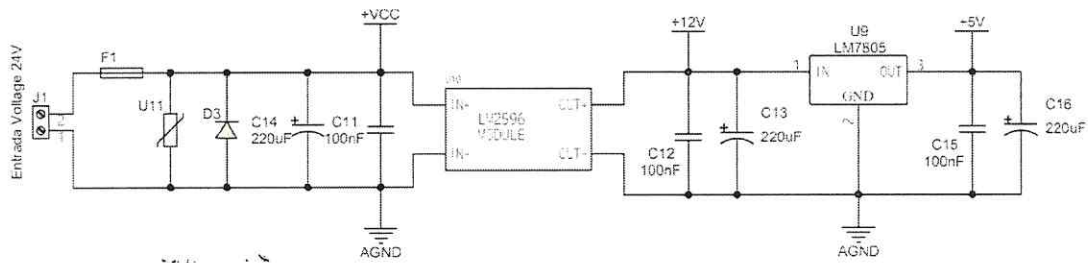 +VCC
+12V
U9
LM7805
+5V
Entrada Voltage 24V
F1
J1
2
1
U11
D3
C14
220uF
C11
100nF
IN+
IN-
LM2596
MODULE
OUT+
OUT-
C12
100nF
C13
220uF
1
IN
OUT
3
GND
2
C15
100nF
C16
220uF
AGND
AGND